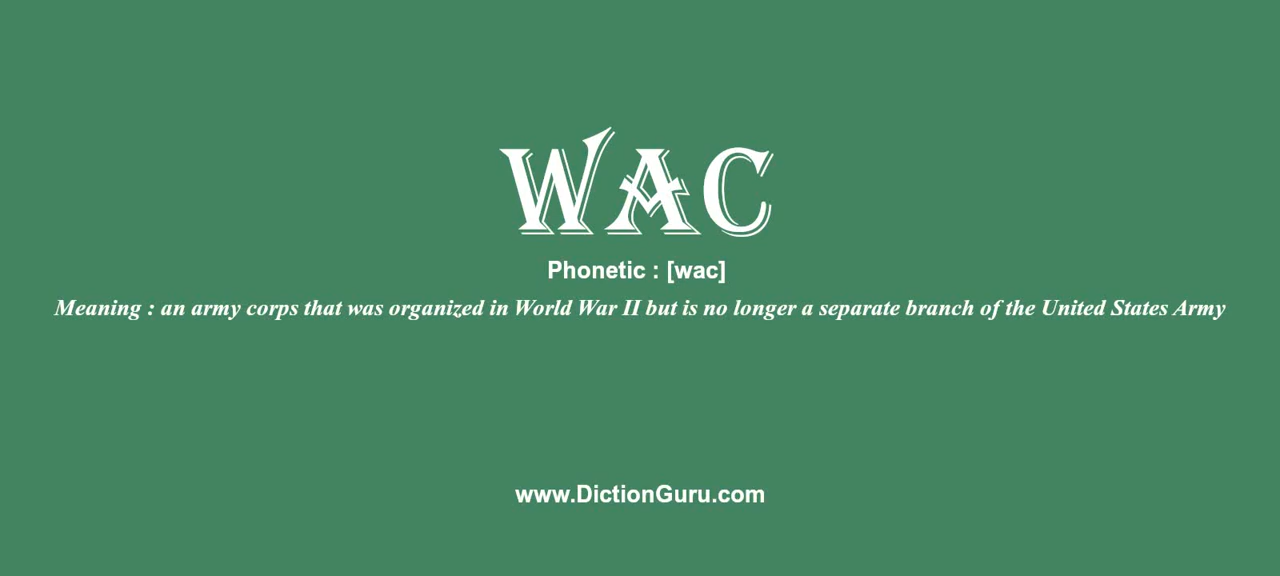 WAC
Phonetic : [wac]
Meaning : an army corps that was organized in World War II but is no longer a separate branch of the United States Army
www.DictionGuru.com